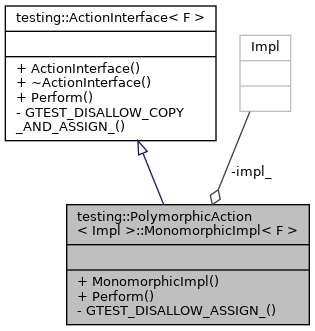 testing::ActionInterface< F >
+ ActionInterface()
+ ~ActionInterface()
+ Perform()
- GTEST_DISALLOW_COPY
_AND_ASSIGN_()
Impl
-impl_
testing::PolymorphicAction
< Impl >::MonomorphicImpl< F >
+ MonomorphicImpl()
+ Perform()
- GTEST_DISALLOW_ASSIGN_()